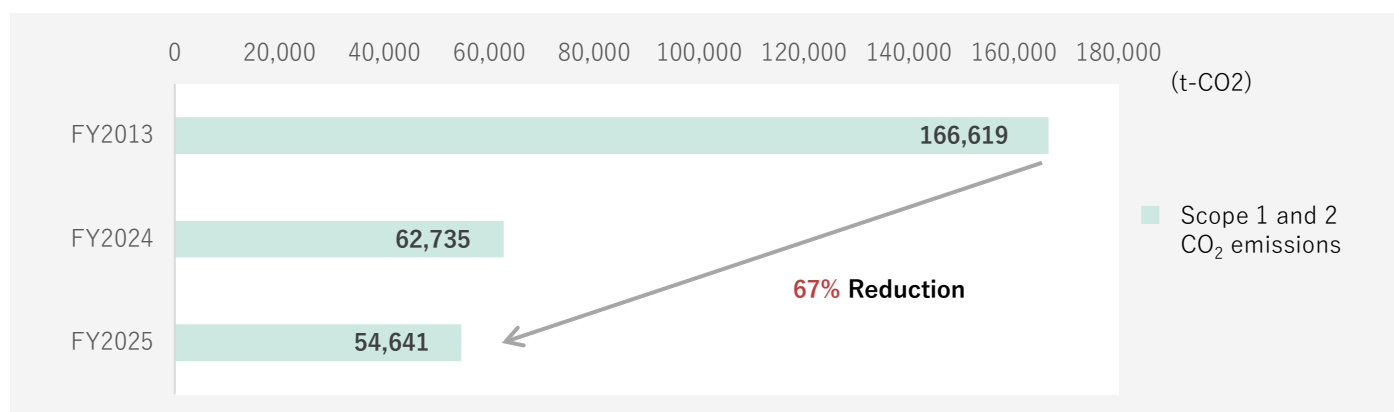 0 20,000 40,000 60,000 80,000 100,000 120,000 140,000 160,000 180,000
(t-CO2)
FY2013 166,619
FY2024 62,735
FY2025 54,641
67% Reduction
Scope 1 and 2
CO₂ emissions